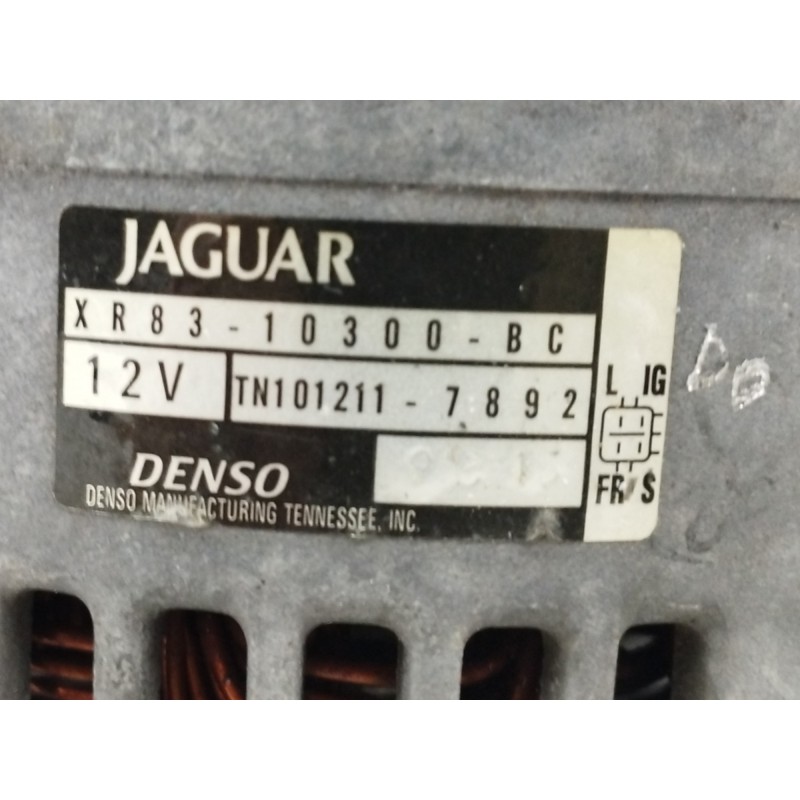 JAGUAR
XR83-10300-BC
12V TN101211-7892
L IG
DENSO
FR S
DENSO MANUFACTURING TENNESSEE, INC.